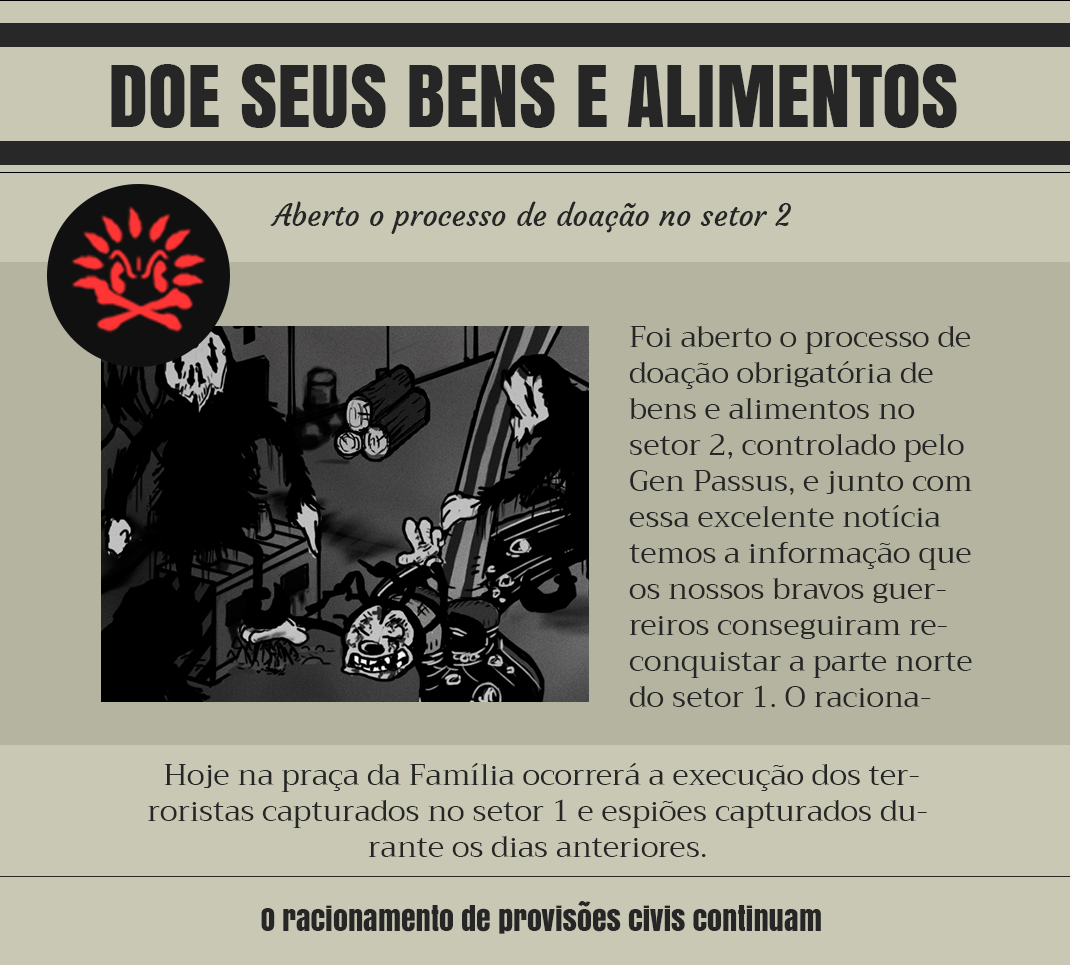 DOE SEUS BENS E ALIMENTOS
Aberto o processo de doação no setor 2
Foi aberto o processo de
doação obrigatória de
bens e alimentos no
setor 2, controlado pelo
Gen Passus, e junto com
essa excelente notícia
temos a informação que
os nossos bravos guer-
reiros conseguiram re-
conquistar a parte norte
do setor 1. O raciona-
Hoje na praça da Família ocorrerá a execução dos ter-
roristas capturados no setor 1 e espiões capturados du-
rante os dias anteriores.
o racionamento de provisões civis continuam